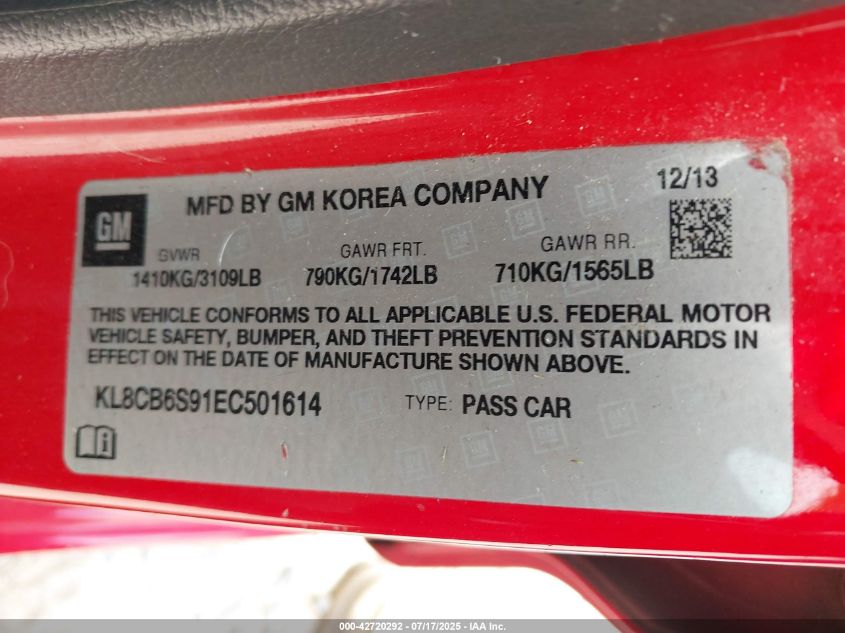 MFD BY GM KOREA COMPANY 12/13
GM
GVWR GAWR FRT. GAWR RR.
1410KG/3109LB 790KG/1742LB 710KG/1565LB
THIS VEHICLE CONFORMS TO ALL APPLICABLE U.S. FEDERAL MOTOR
VEHICLE SAFETY, BUMPER, AND THEFT PREVENTION STANDARDS IN
EFFECT ON THE DATE OF MANUFACTURE SHOWN ABOVE.
KL8CB6S91EC501614 TYPE: PASS CAR
000-42720292 - 07/17/2025 - IAA Inc.